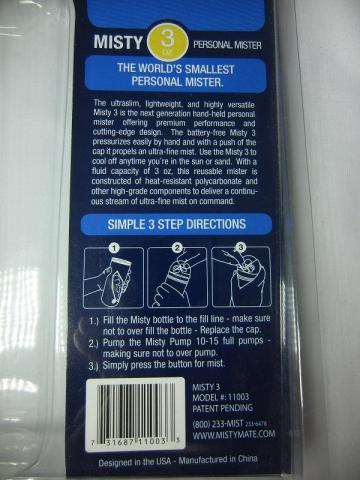 MISTY 3 OZ PERSONAL MISTER
THE WORLD'S SMALLEST
PERSONAL MISTER.
The ultraslim, lightweight, and highly versatile
Misty 3 is the next generation hand-held personal
mister offering premium performance and
cutting-edge design. The battery-free Misty 3
pressurizes easily by hand and with a push of the
cap it propels an ultra-fine mist. Use the Misty 3 to
cool off anytime you're in the sun or sand. With a
fluid capacity of 3 oz, this reusable mister is
constructed of heat-resistant polycarbonate and
other high-grade components to deliver a continu-
ous stream of ultra-fine mist on command.
SIMPLE 3 STEP DIRECTIONS
1 2 3
1.) Fill the Misty bottle to the fill line - make sure
not to over fill the bottle - Replace the cap.
2.) Pump the Misty Pump 10-15 full pumps -
making sure not to over pump.
3.) Simply press the button for mist.
MISTY 3
MODEL #: 11003
PATENT PENDING
(800) 233-MIST 233-6478
WWW.MISTYMATE.COM
7 31687 11003 3
Designed in the USA - Manufactured in China